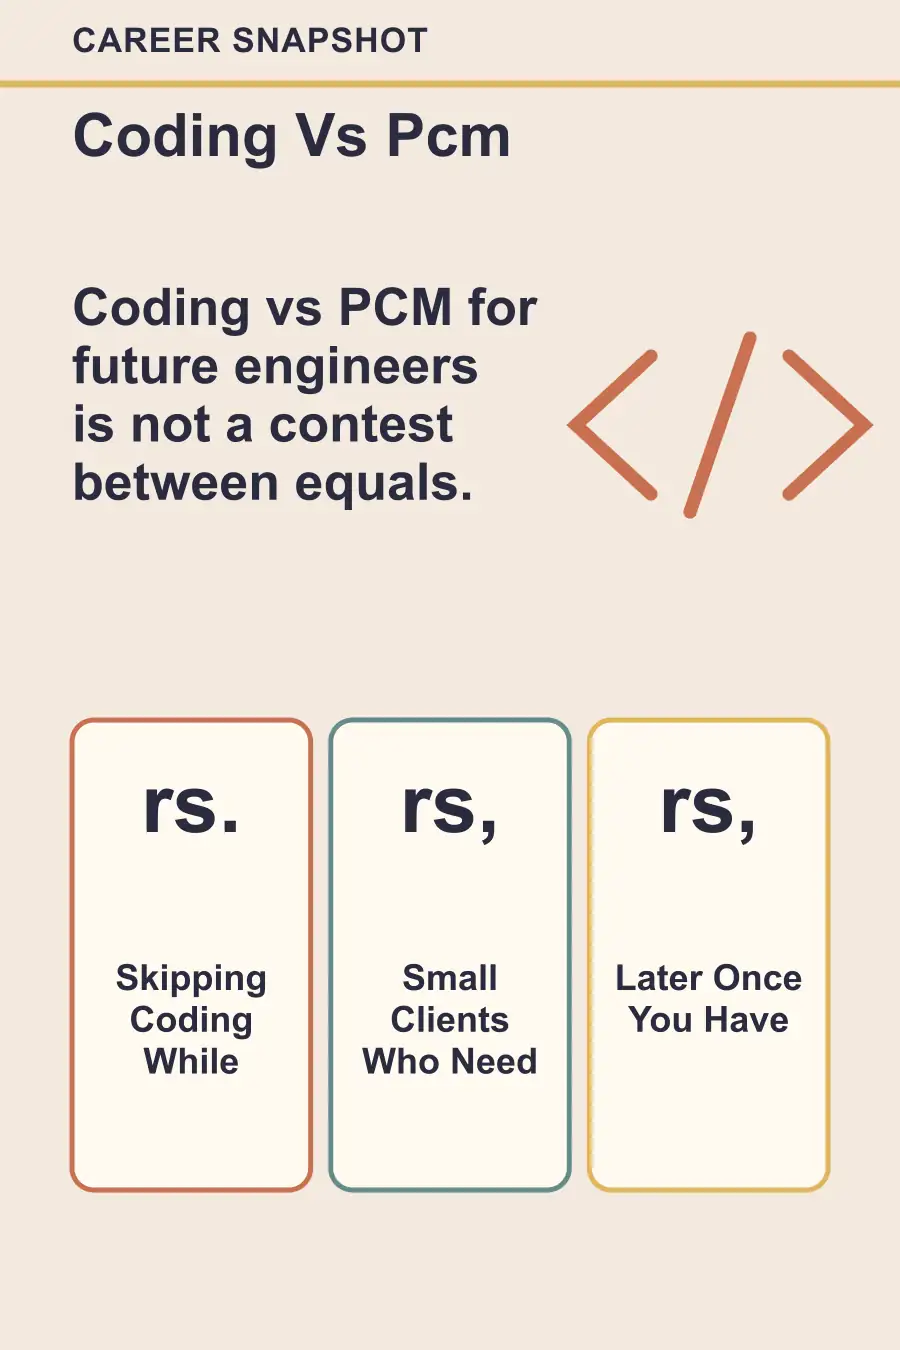 CAREER SNAPSHOT
Coding Vs Pcm
Coding vs PCM for
future engineers
is not a contest
between equals.
rs.
Skipping
Coding
While
rs,
Small
Clients
Who Need
rs,
Later Once
You Have